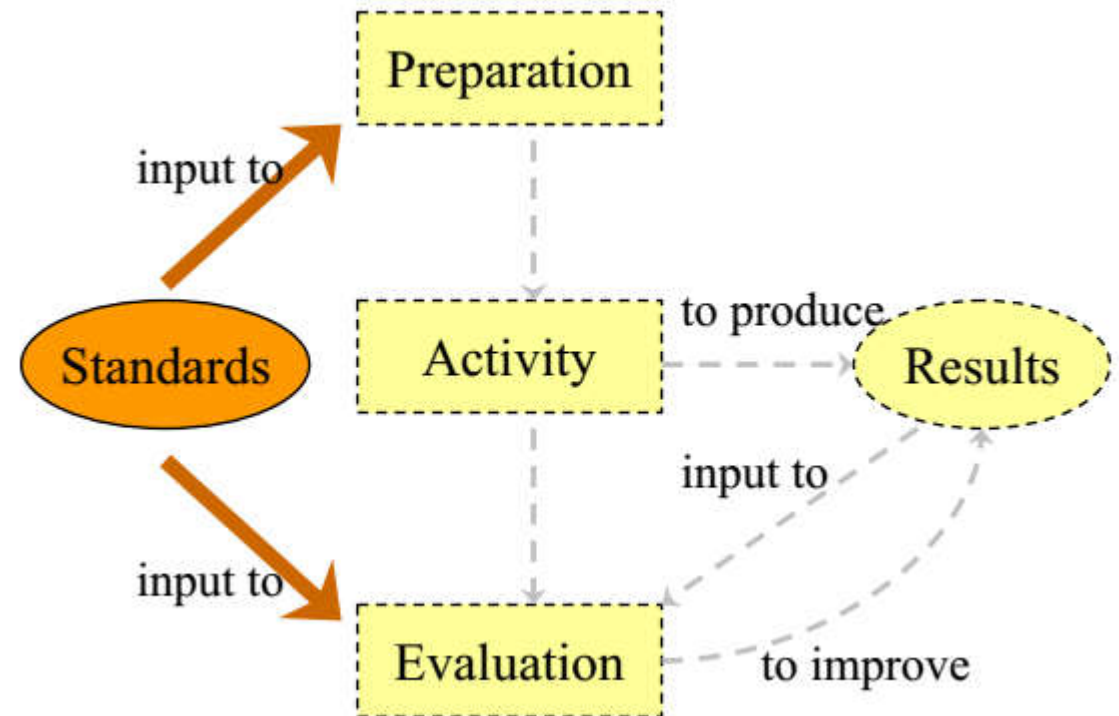 Preparation
input to
to produce
Standards
Activity
Results
input to
input to
Evaluation
to improve